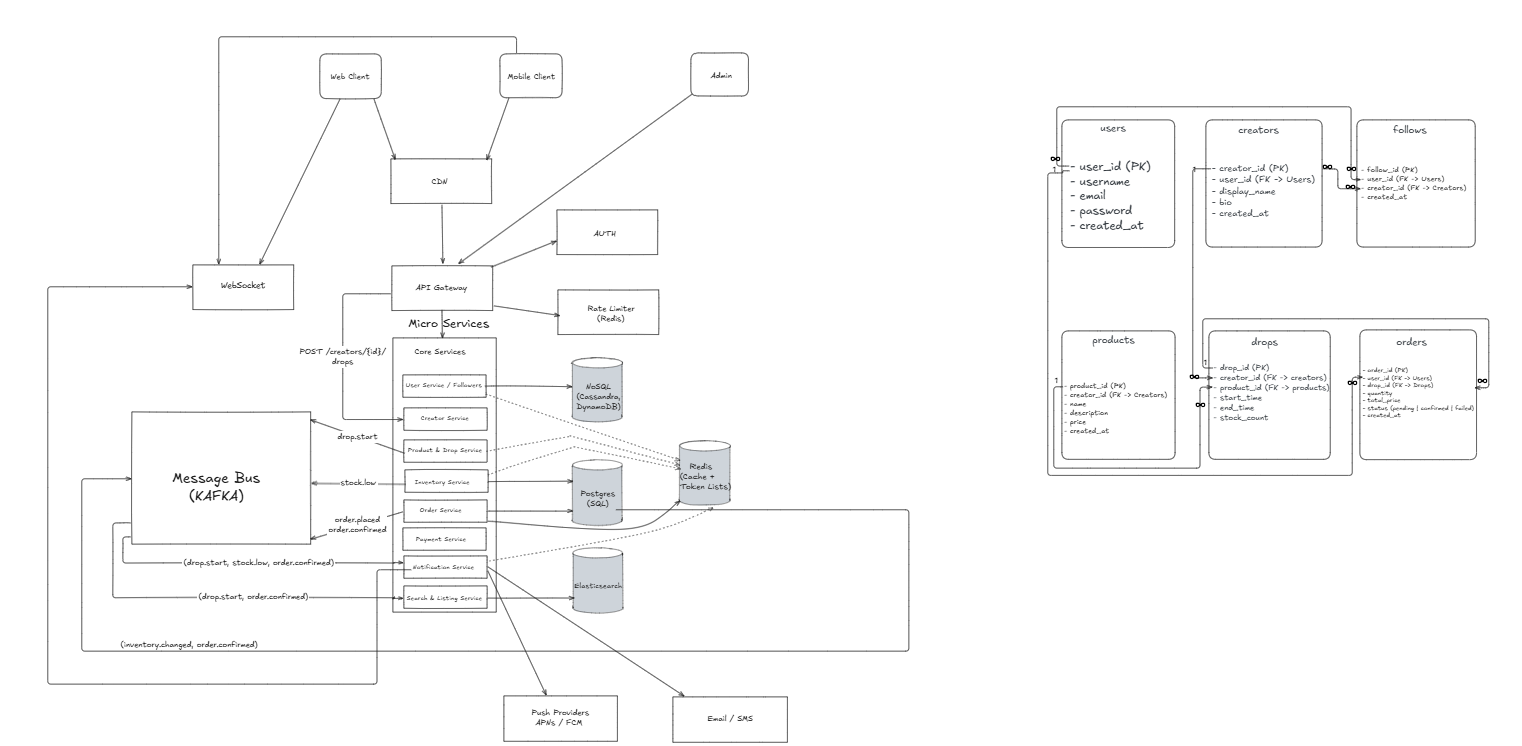 Web Client
Mobile Client
Admin
CDN
AUTH
WebSocket
API Gateway
Rate Limiter
(Redis)
Micro Services
POST /creators/{id}/
drops
Core Services
User Service / Followers
Creator Service
Product & Drop Service
Inventory Service
Order Service
Payment Service
Notification Service
Search & Listing Service
NoSQL
(Cassandra,
DynamoDB)
Postgres
(SQL)
Elasticsearch
Redis
(Cache +
Token Lists)
Message Bus
(KAFKA)
drop.start
stock.low
order.placed
order.confirmed
(drop.start, stock.low, order.confirmed)
(drop.start, order.confirmed)
(inventory.changed, order.confirmed)
Push Providers
APNs / FCM
Email / SMS
users
1
- user_id (PK)
- username
- email
- password
- created_at
creators
1
- creator_id (PK)
- user_id (FK -> Users)
- display_name
- bio
- created_at
follows
- follow_id (PK)
- user_id (FK -> Users)
- creator_id (FK -> Creators)
- created_at
products
1
- product_id (PK)
- creator_id (FK -> Creators)
- name
- description
- price
- created_at
drops
1
- drop_id (PK)
- creator_id (FK -> creators)
- product_id (FK -> products)
- start_time
- end_time
- stock_count
orders
- order_id (PK)
- user_id (FK -> Users)
- drop_id (FK -> Drops)
- quantity
- total_price
- status (pending | confirmed | failed)
- created_at